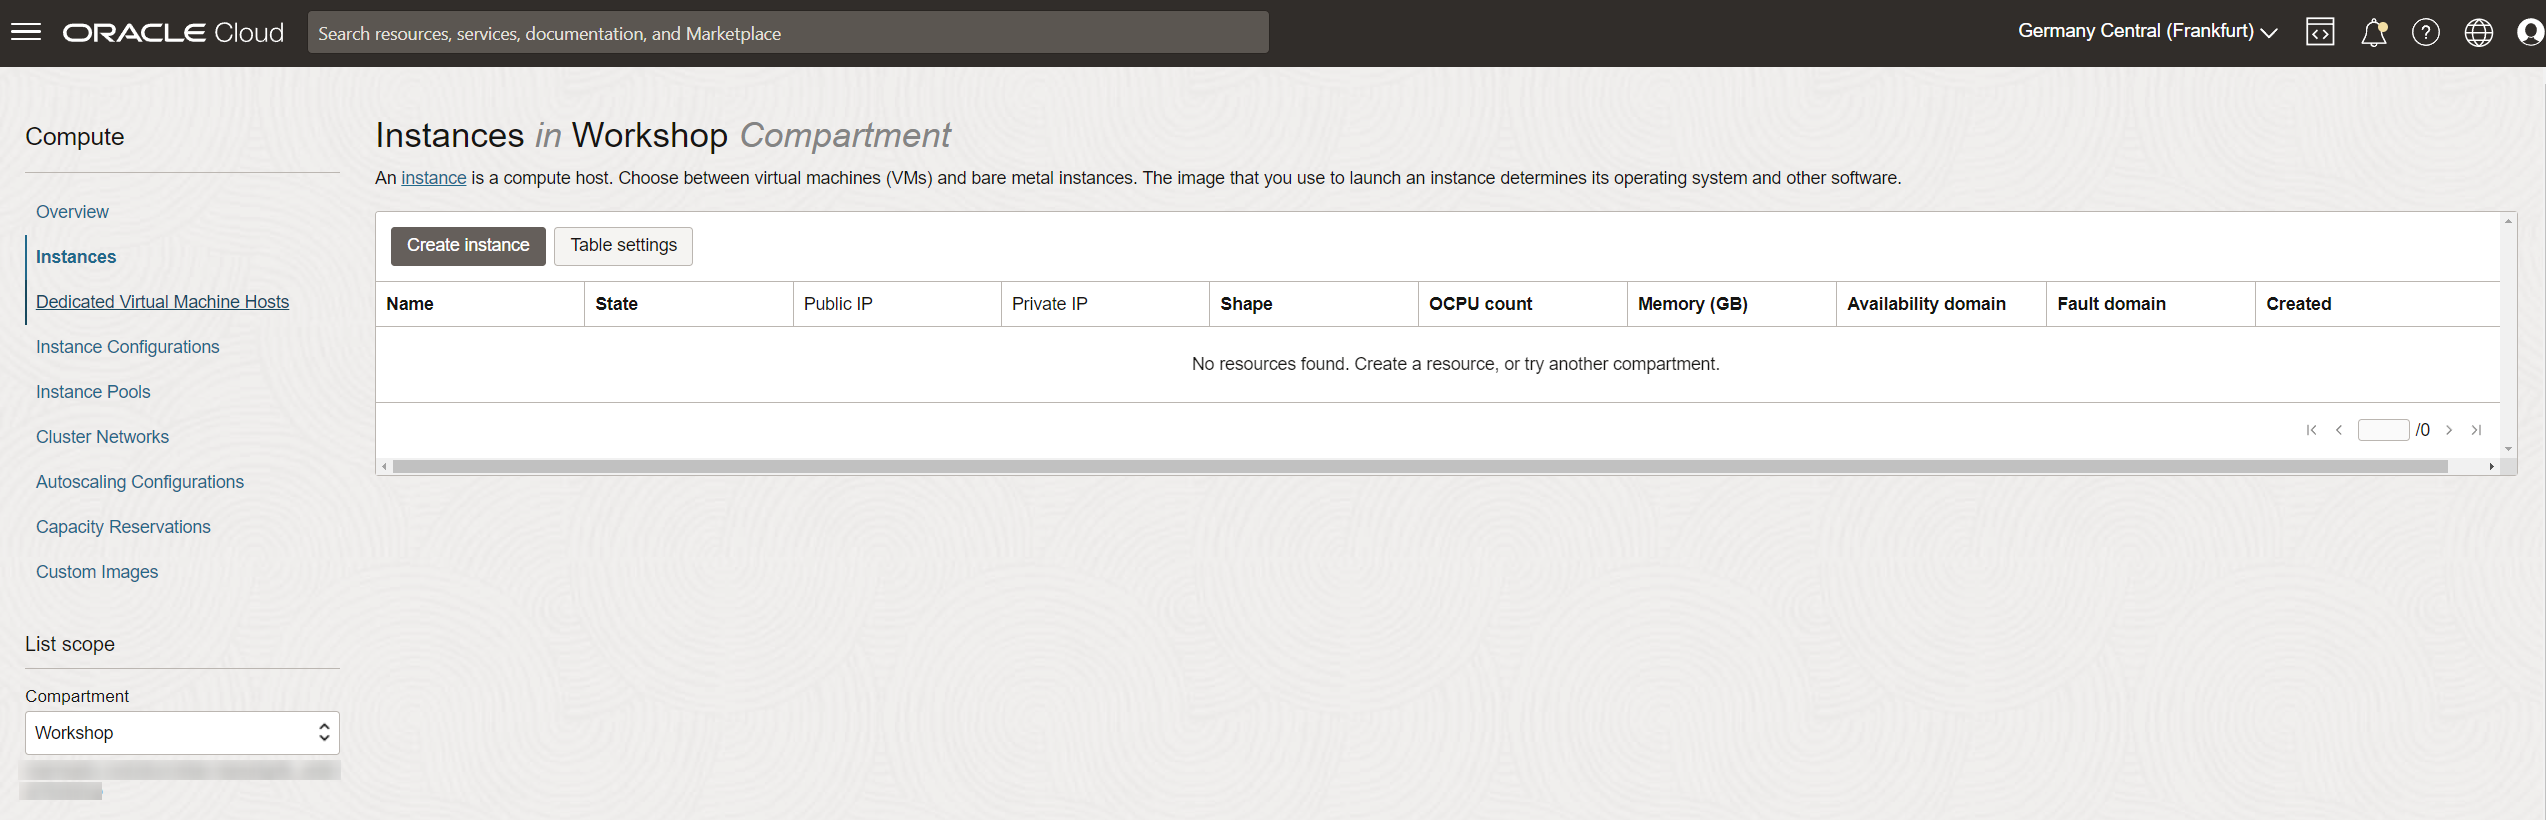 ORACLE Cloud
Search resources, services, documentation, and Marketplace
Germany Central (Frankfurt)
Compute
Overview
Instances
Dedicated Virtual Machine Hosts
Instance Configurations
Instance Pools
Cluster Networks
Autoscaling Configurations
Capacity Reservations
Custom Images
List scope
Compartment
Workshop
Instances in Workshop Compartment
An instance is a compute host. Choose between virtual machines (VMs) and bare metal instances. The image that you use to launch an instance determines its operating system and other software.
Create instance Table settings
Name State Public IP Private IP Shape OCPU count Memory (GB) Availability domain Fault domain Created
No resources found. Create a resource, or try another compartment.
/0